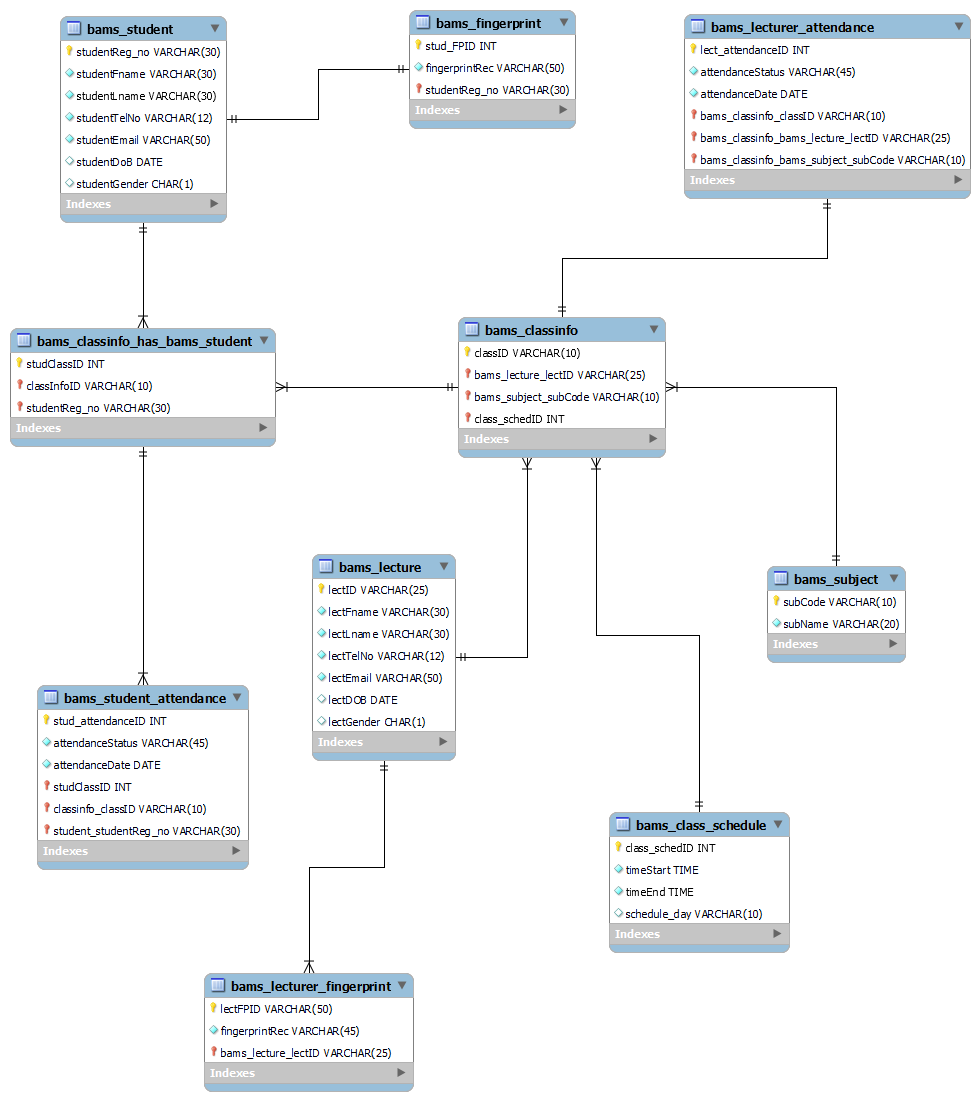 bams_student
studentReg_no VARCHAR(30)
studentFname VARCHAR(30)
studentLname VARCHAR(30)
studentTelNo VARCHAR(12)
studentEmail VARCHAR(50)
studentDoB DATE
studentGender CHAR(1)
Indexes
bams_fingerprint
stud_FPID INT
fingerprintRec VARCHAR(50)
studentReg_no VARCHAR(30)
Indexes
bams_lecturer_attendance
lect_attendanceID INT
attendanceStatus VARCHAR(45)
attendanceDate DATE
bams_classinfo_classID VARCHAR(10)
bams_classinfo_bams_lecture_lectID VARCHAR(25)
bams_classinfo_bams_subject_subCode VARCHAR(10)
Indexes
bams_classinfo_has_bams_student
studClassID INT
classInfoID VARCHAR(10)
studentReg_no VARCHAR(30)
Indexes
bams_classinfo
classID VARCHAR(10)
bams_lecture_lectID VARCHAR(25)
bams_subject_subCode VARCHAR(10)
class_schedID INT
Indexes
bams_lecture
lectID VARCHAR(25)
lectFname VARCHAR(30)
lectLname VARCHAR(30)
lectTelNo VARCHAR(12)
lectEmail VARCHAR(50)
lectDOB DATE
lectGender CHAR(1)
Indexes
bams_subject
subCode VARCHAR(10)
subName VARCHAR(20)
Indexes
bams_student_attendance
stud_attendanceID INT
attendanceStatus VARCHAR(45)
attendanceDate DATE
studClassID INT
classinfo_classID VARCHAR(10)
student_studentReg_no VARCHAR(30)
Indexes
bams_class_schedule
class_schedID INT
timeStart TIME
timeEnd TIME
schedule_day VARCHAR(10)
Indexes
bams_lecturer_fingerprint
lectFPID VARCHAR(50)
fingerprintRec VARCHAR(45)
bams_lecture_lectID VARCHAR(25)
Indexes